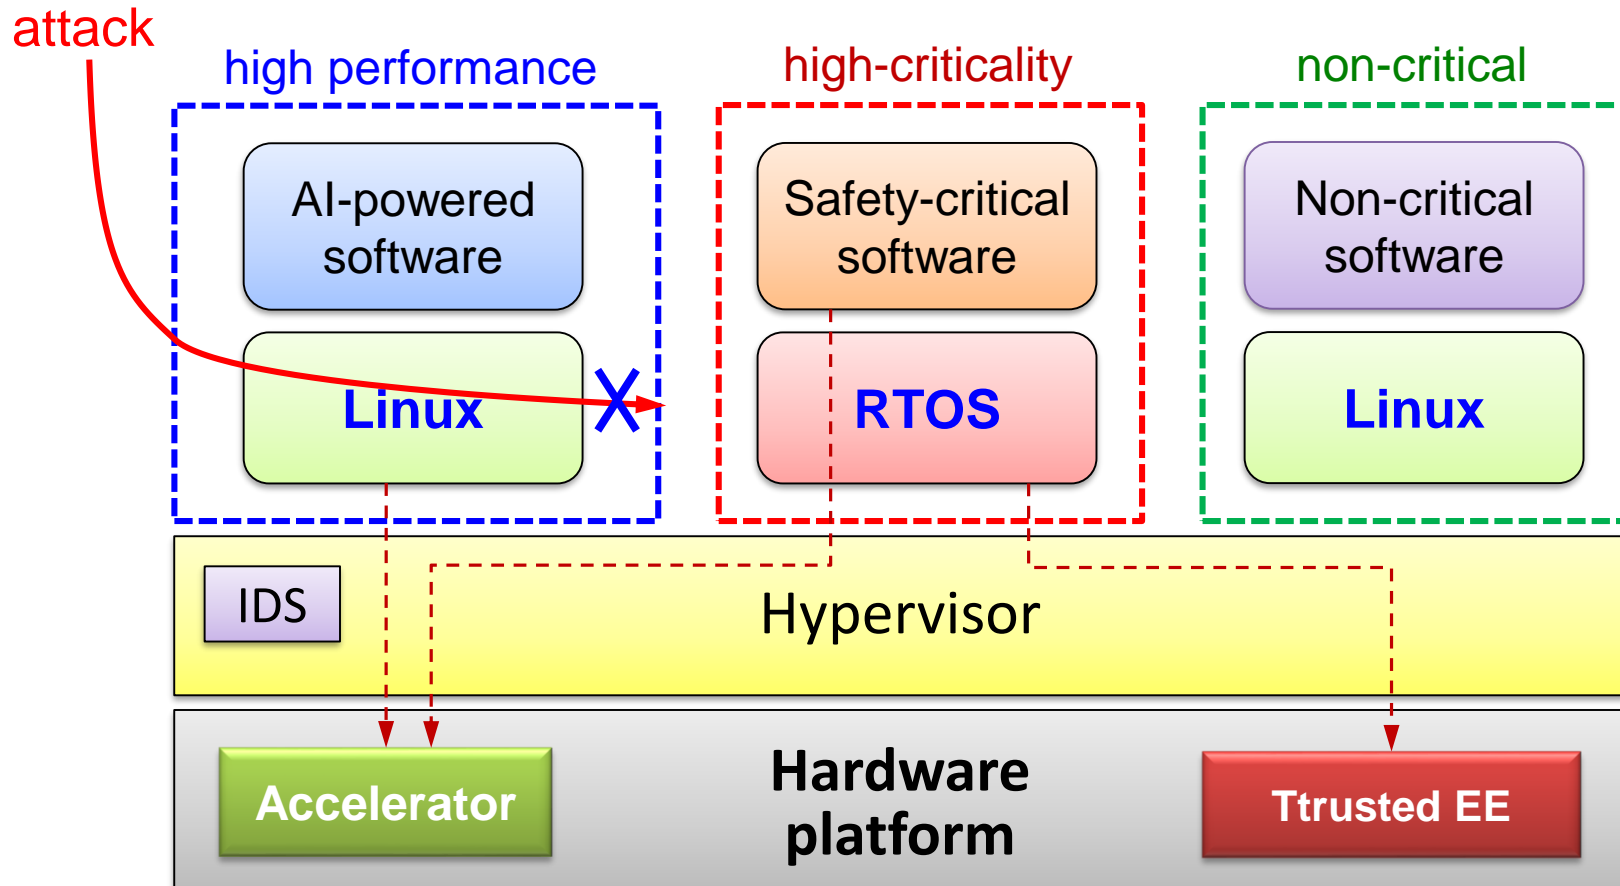 attack
high performance
high-criticality
non-critical
AI-powered
software
Safety-critical
software
Non-critical
software
Linux
RTOS
Linux
IDS
Hypervisor
Accelerator
Hardware
platform
Ttrusted EE